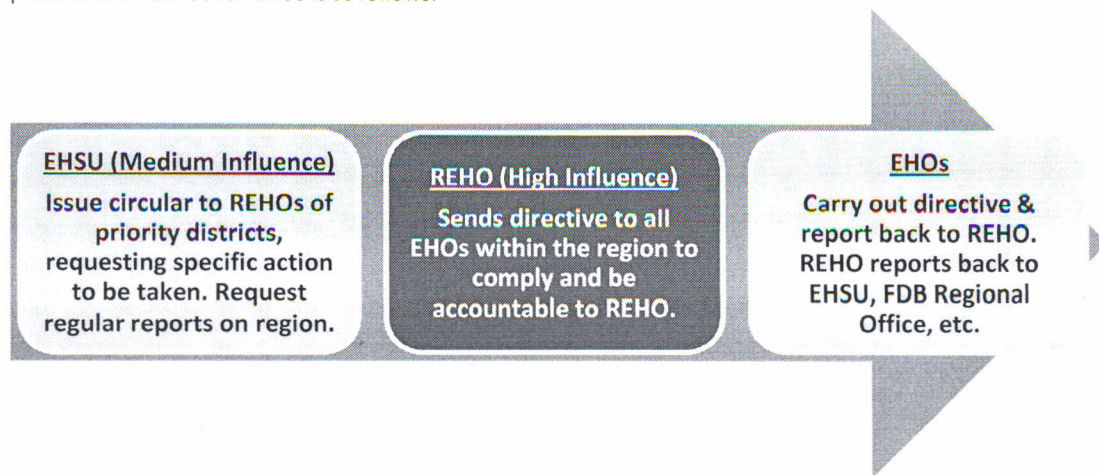 EHSU (Medium Influence)
Issue circular to REHOs of
priority districts,
requesting specific action
to be taken. Request
regular reports on region.
REHO (High Influence)
Sends directive to all
EHOs within the region to
comply and be
accountable to REHO.
EHOs
Carry out directive &
report back to REHO.
REHO reports back to
EHSU, FDB Regional
Office, etc.